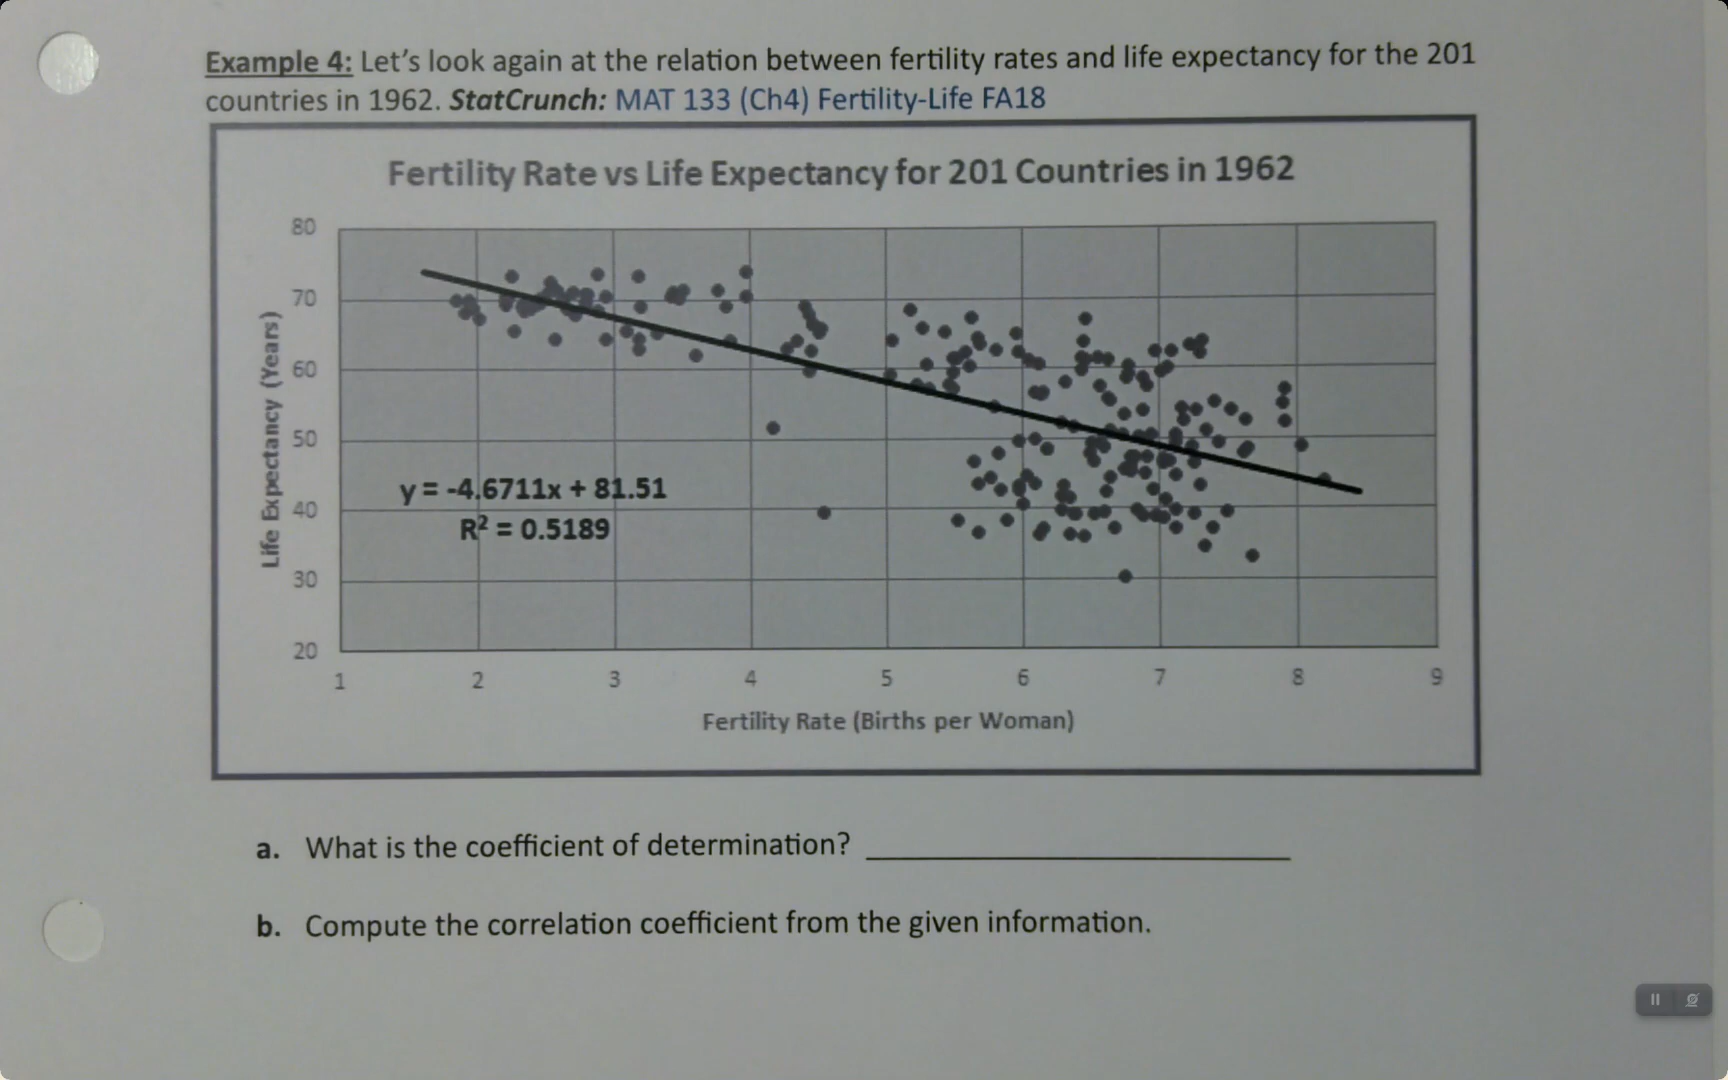 Example 4: Let's look again at the relation between fertility rates and life expectancy for the 201
countries in 1962. StatCrunch: MAT 133 (Ch4) Fertility-Life FA18
Fertility Rate vs Life Expectancy for 201 Countries in 1962
80
70
60
50
40
30
20
Life Expectancy (Years)
y = -4.6711x + 81.51
R² = 0.5189
1 2 3 4 5 6 7 8 9
Fertility Rate (Births per Woman)
a. What is the coefficient of determination?
b. Compute the correlation coefficient from the given information.